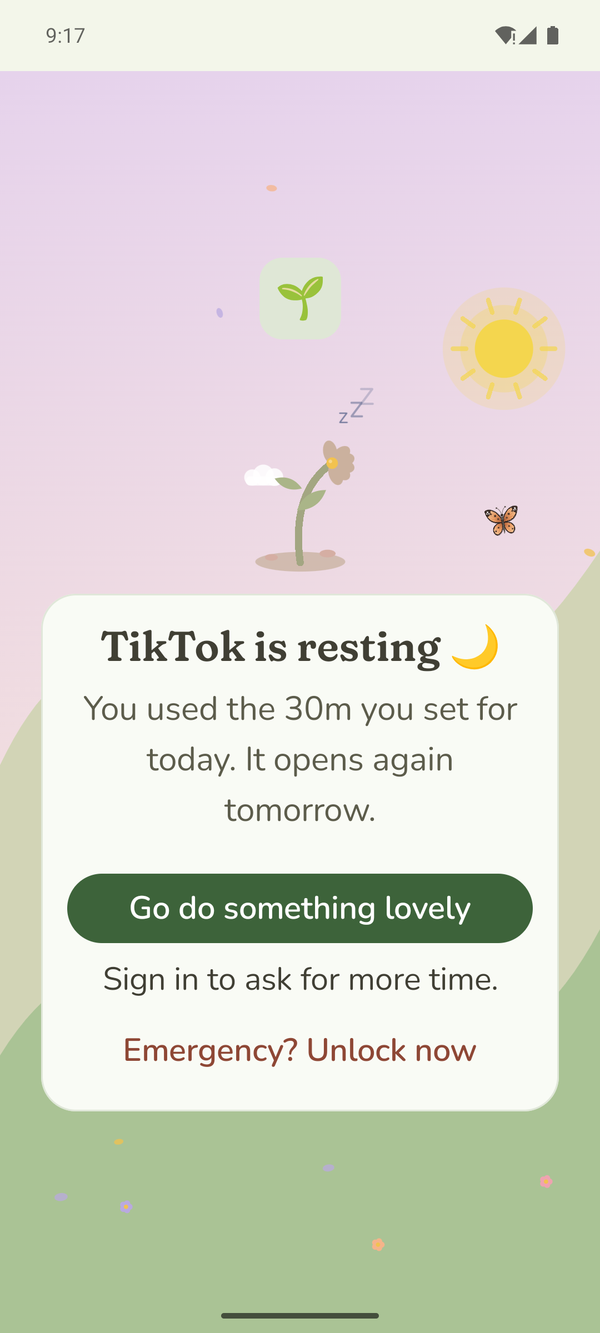 9:17
z
Z
Z
TikTok is resting 🌙
You used the 30m you set for
today. It opens again
tomorrow.
Go do something lovely
Sign in to ask for more time.
Emergency? Unlock now